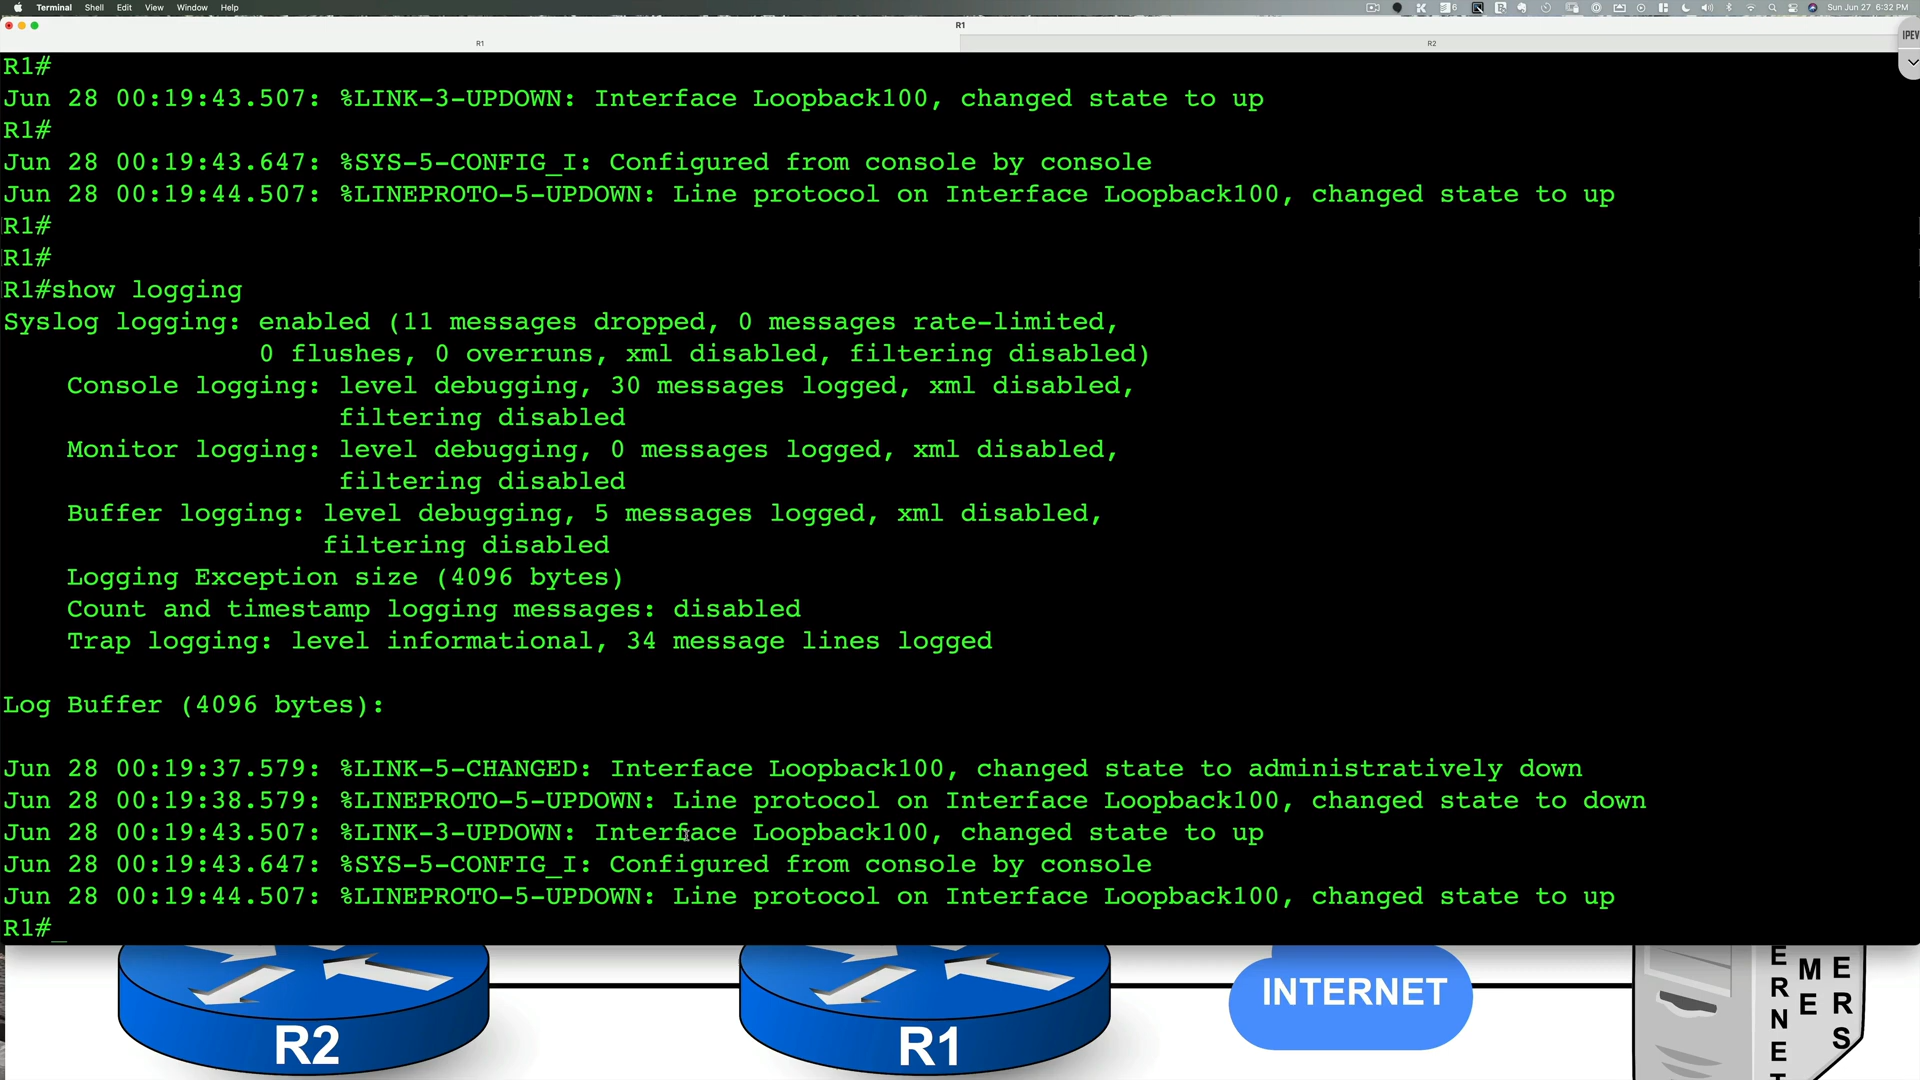 Terminal Shell Edit View Window Help
6 Sun Jun 27 6:32 PM
R1
R1 R2
IPEV
R1#
Jun 28 00:19:43.507: %LINK-3-UPDOWN: Interface Loopback100, changed state to up
R1#
Jun 28 00:19:43.647: %SYS-5-CONFIG_I: Configured from console by console
Jun 28 00:19:44.507: %LINEPROTO-5-UPDOWN: Line protocol on Interface Loopback100, changed state to up
R1#
R1#
R1#show logging
Syslog logging: enabled (11 messages dropped, 0 messages rate-limited,
0 flushes, 0 overruns, xml disabled, filtering disabled)
Console logging: level debugging, 30 messages logged, xml disabled,
filtering disabled
Monitor logging: level debugging, 0 messages logged, xml disabled,
filtering disabled
Buffer logging: level debugging, 5 messages logged, xml disabled,
filtering disabled
Logging Exception size (4096 bytes)
Count and timestamp logging messages: disabled
Trap logging: level informational, 34 message lines logged
Log Buffer (4096 bytes):
Jun 28 00:19:37.579: %LINK-5-CHANGED: Interface Loopback100, changed state to administratively down
Jun 28 00:19:38.579: %LINEPROTO-5-UPDOWN: Line protocol on Interface Loopback100, changed state to down
Jun 28 00:19:43.507: %LINK-3-UPDOWN: Interface Loopback100, changed state to up
Jun 28 00:19:43.647: %SYS-5-CONFIG_I: Configured from console by console
Jun 28 00:19:44.507: %LINEPROTO-5-UPDOWN: Line protocol on Interface Loopback100, changed state to up
R1#_
R2
R1
INTERNET
ERNE
ME
ERS